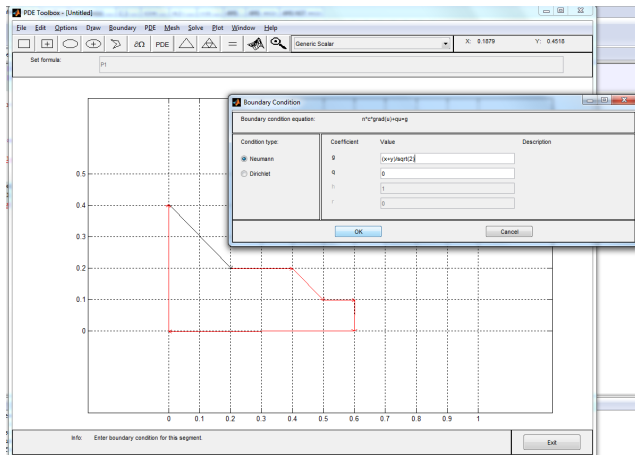 PDE Toolbox - [Untitled]
File Edit Options Draw Boundary PDE Mesh Solve Plot Window Help
∂Ω PDE = Generic Scalar X: 0.1879 Y: 0.4518
Set formula: P1
Boundary Condition
Boundary condition equation: n*c*grad(u)+qu=g
Condition type: Coefficient Value Description
Neumann g (x+y)/sqrt(2)
Dirichlet q 0
h 1
r 0
OK Cancel
0.5
0.4
0.3
0.2
0.1
0
0 0.1 0.2 0.3 0.4 0.5 0.6 0.7 0.8 0.9 1
Info: Enter boundary condition for this segment. Exit